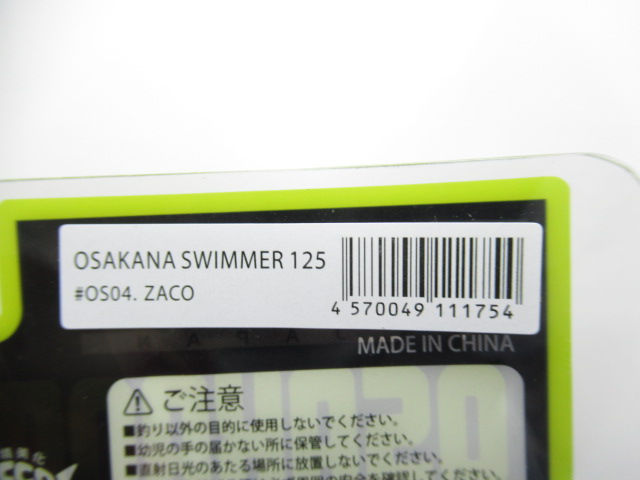 OSAKANA SWIMMER 125
#OS04. ZACO
4 570049 111754
JAPAN
MADE IN CHINA
ご注意
■釣り以外の目的に使用しないでください。
■幼児の手の届かない所に保管してください。
■直射日光のあたる場所に放置しないでください。